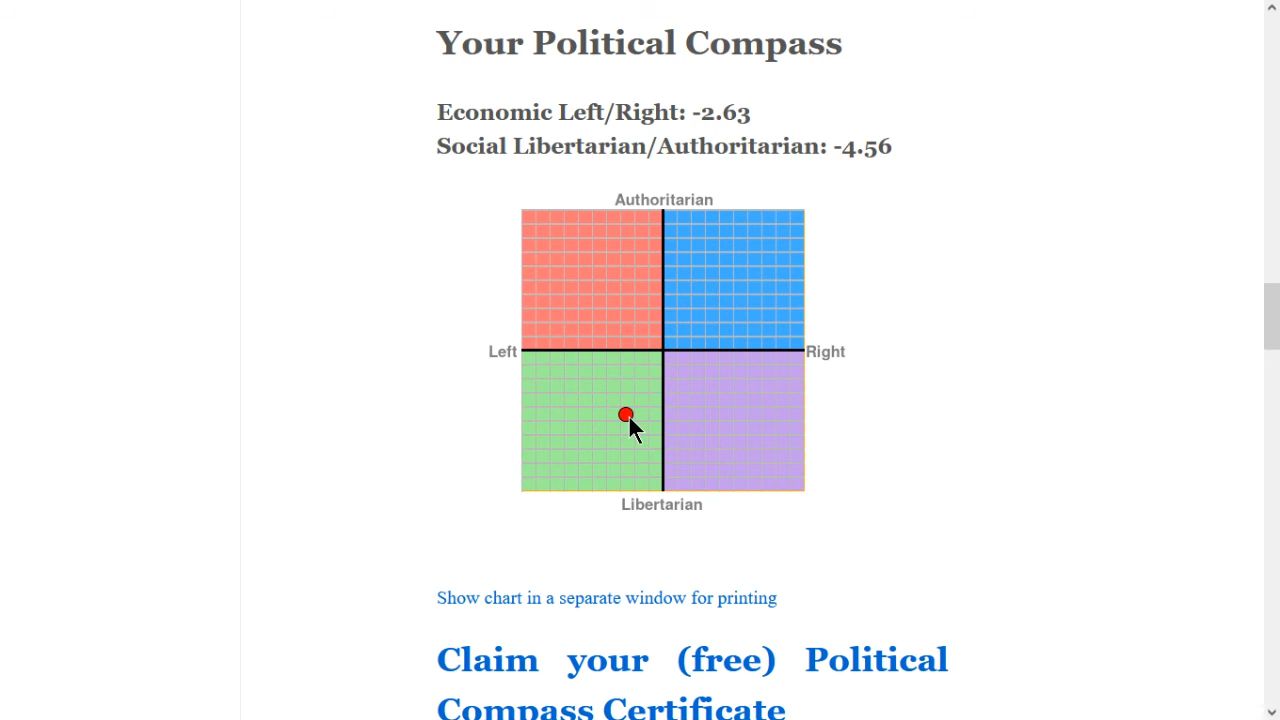 Your Political Compass
Economic Left/Right: -2.63
Social Libertarian/Authoritarian: -4.56
Authoritarian
Left
Right
Libertarian
Show chart in a separate window for printing
Claim your (free) Political
Compass Certificate